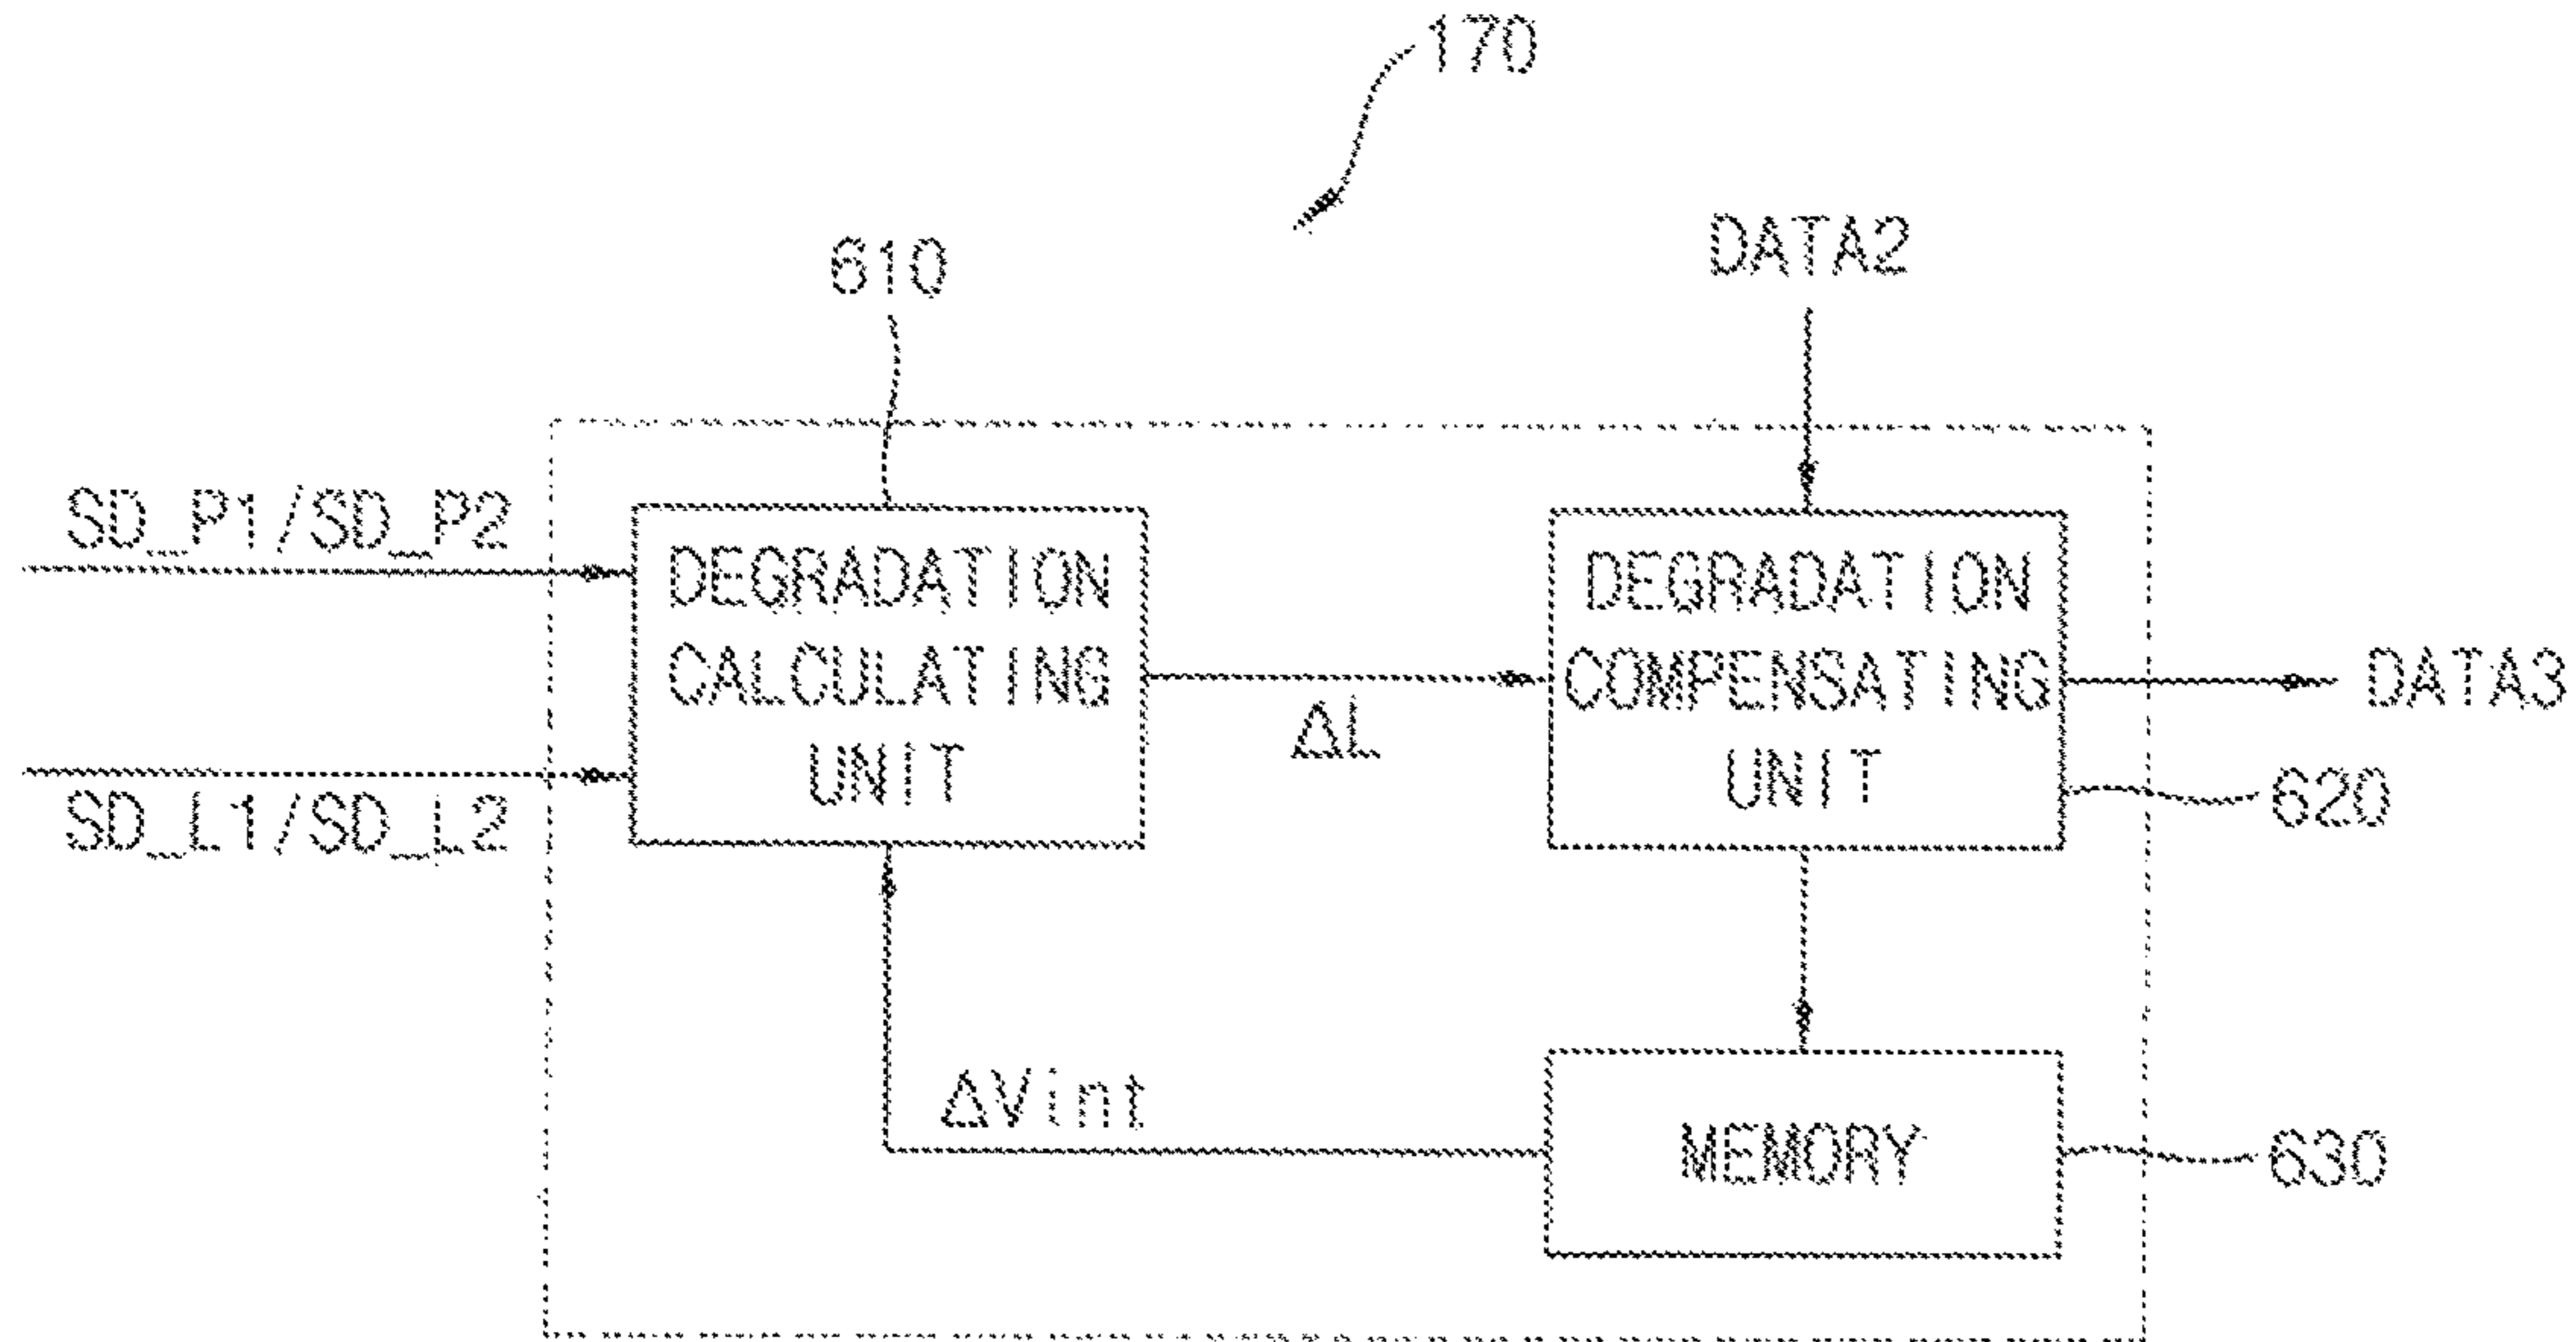 170
610
DATA2
SD_P1/SD_P2
SD_L1/SD_L2
DEGRADATION
CALCULATING
UNIT
ΔL
DEGRADATION
COMPENSATING
UNIT
DATA3
620
ΔVint
MEMORY
630